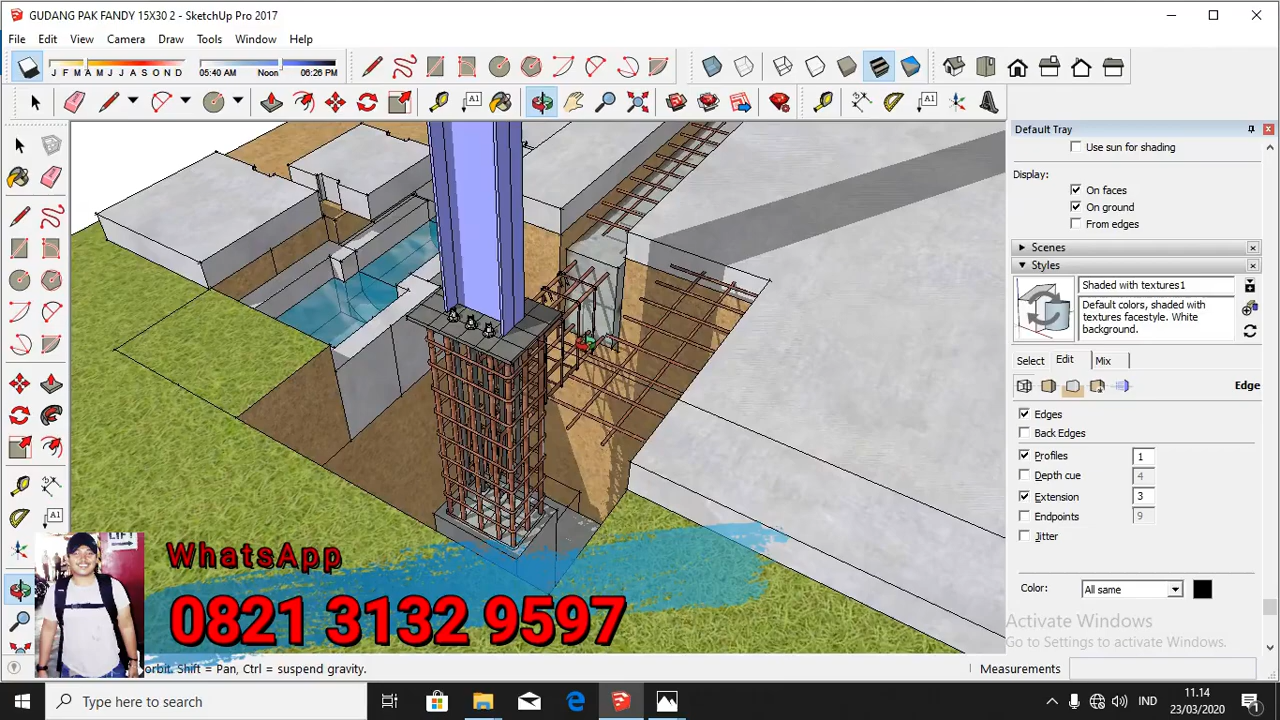 GUDANG PAK FANDY 15X30 2 - SketchUp Pro 2017
File Edit View Camera Draw Tools Window Help
J F M A M J J A S O N D
05:40 AM Noon 06:26 PM
A1
A1
Default Tray
Use sun for shading
Display:
On faces
On ground
From edges
Scenes
Styles
Shaded with textures1
Default colors, shaded with
textures facestyle. White
background.
Select Edit Mix
Edge
Edges
Back Edges
Profiles 1
Depth cue 4
Extension 3
Endpoints 9
Jitter
Color: All same
A1
LIFT
WhatsApp
0821 3132 9597
Activate Windows
Go to Settings to activate Windows.
orbit. Shift = Pan, Ctrl = suspend gravity.
Measurements
Type here to search
IND
11.14
23/03/2020
1